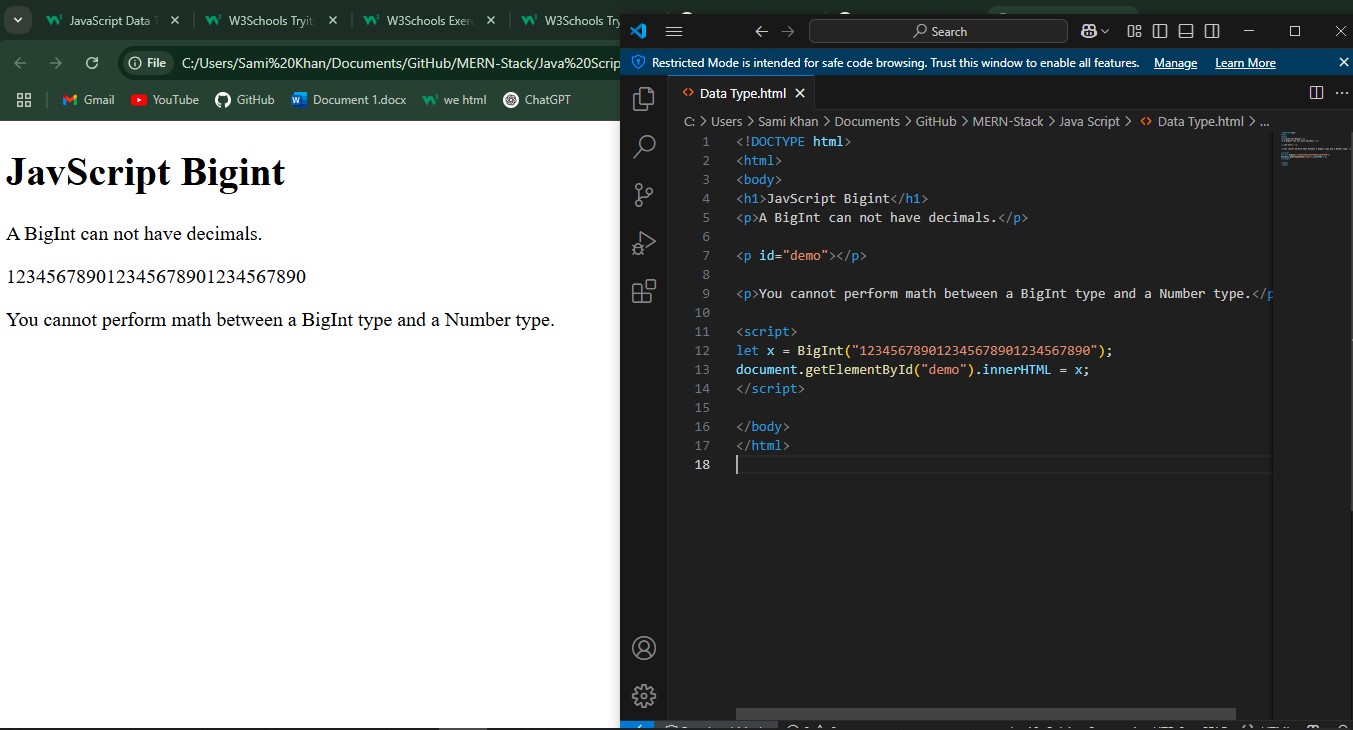 JavaScript Data
W3Schools Tryit
W3Schools Exer
W3Schools Try
File
C:/Users/Sami%20Khan/Documents/GitHub/MERN-Stack/Java%20Scrip
Gmail
YouTube
GitHub
Document 1.docx
we html
ChatGPT
JavScript Bigint
A BigInt can not have decimals.
123456789012345678901234567890
You cannot perform math between a BigInt type and a Number type.
Search
Restricted Mode is intended for safe code browsing. Trust this window to enable all features. Manage Learn More
Data Type.html
C: > Users > Sami Khan > Documents > GitHub > MERN-Stack > Java Script > Data Type.html > ...
1 <!DOCTYPE html>
2 <html>
3 <body>
4 <h1>JavScript Bigint</h1>
5 <p>A BigInt can not have decimals.</p>
6
7 <p id="demo"></p>
8
9 <p>You cannot perform math between a BigInt type and a Number type.</p
10
11 <script>
12 let x = BigInt("123456789012345678901234567890");
13 document.getElementById("demo").innerHTML = x;
14 </script>
15
16 </body>
17 </html>
18